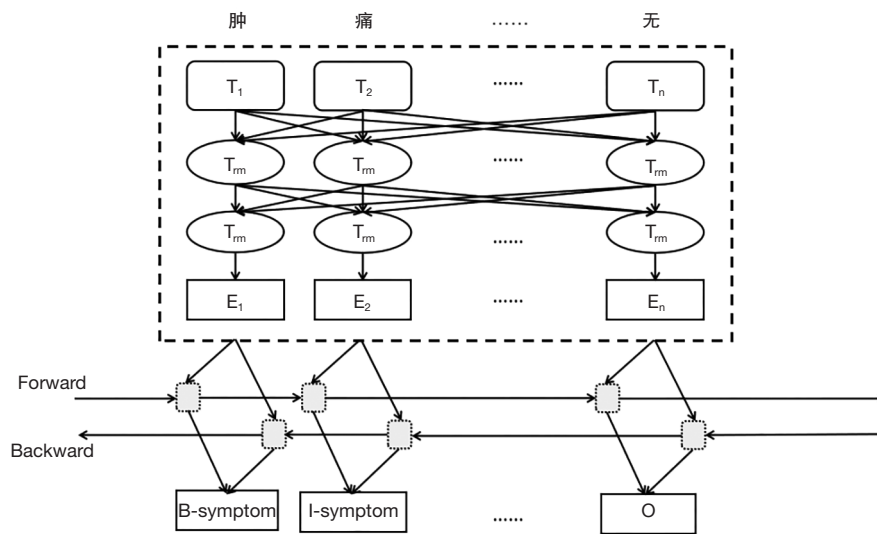 肿 痛 …… 无
T1 T2 …… Tn
Trm Trm …… Trm
Trm Trm …… Trm
E1 E2 …… En
Forward
Backward
B-symptom I-symptom …… O